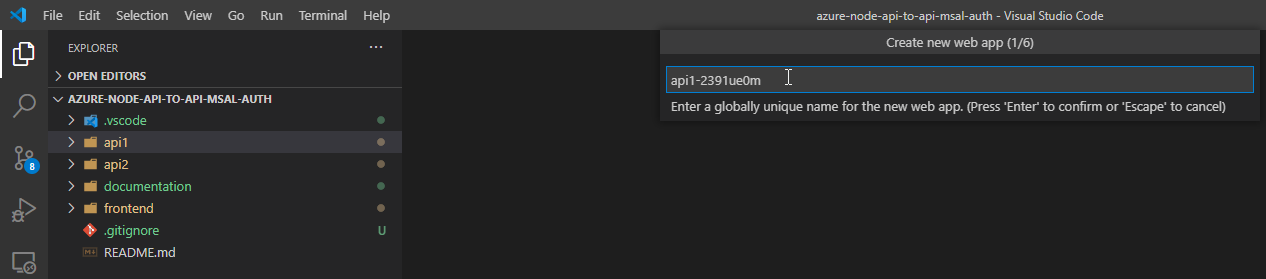 File Edit Selection View Go Run Terminal Help azure-node-api-to-api-msal-auth - Visual Studio Code
EXPLORER ···
Create new web app (1/6)
OPEN EDITORS
api1-2391ue0m
AZURE-NODE-API-TO-API-MSAL-AUTH
Enter a globally unique name for the new web app. (Press 'Enter' to confirm or 'Escape' to cancel)
.vscode
api1
api2
8
documentation
frontend
.gitignore U
README.md